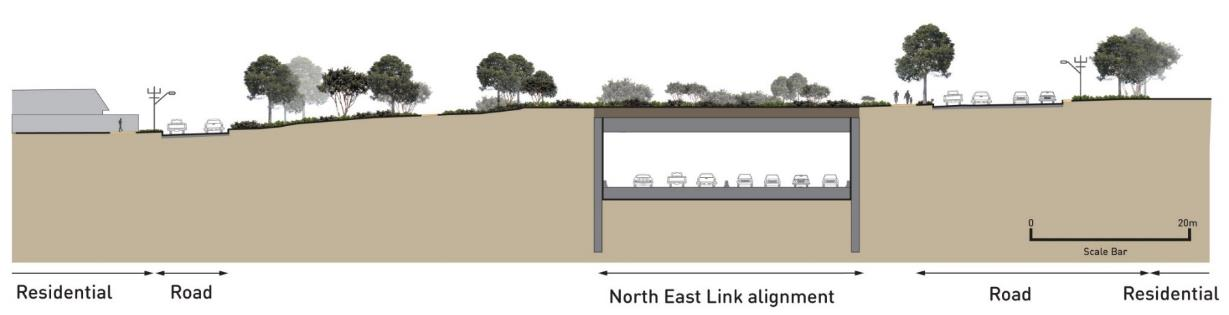 0
20m
Scale Bar
Residential
Road
North East Link alignment
Road
Residential